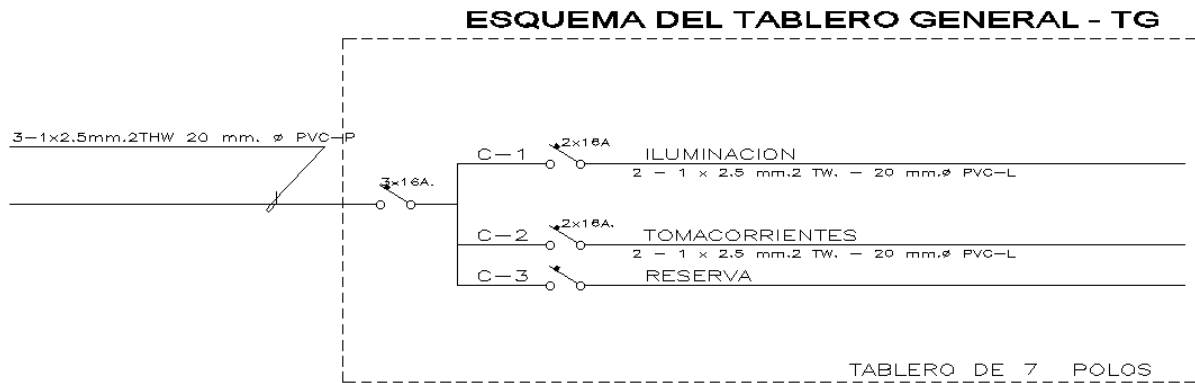 ESQUEMA DEL TABLERO GENERAL - TG
3-1x2.5mm.2THW 20 mm. ø PVC-P
3x16A.
C-1
2x16A
ILUMINACION
2 - 1 x 2.5 mm.2 TW. - 20 mm.ø PVC-L
C-2
2x16A.
TOMACORRIENTES
2 - 1 x 2.5 mm.2 TW. - 20 mm.ø PVC-L
C-3
RESERVA
TABLERO DE 7 POLOS